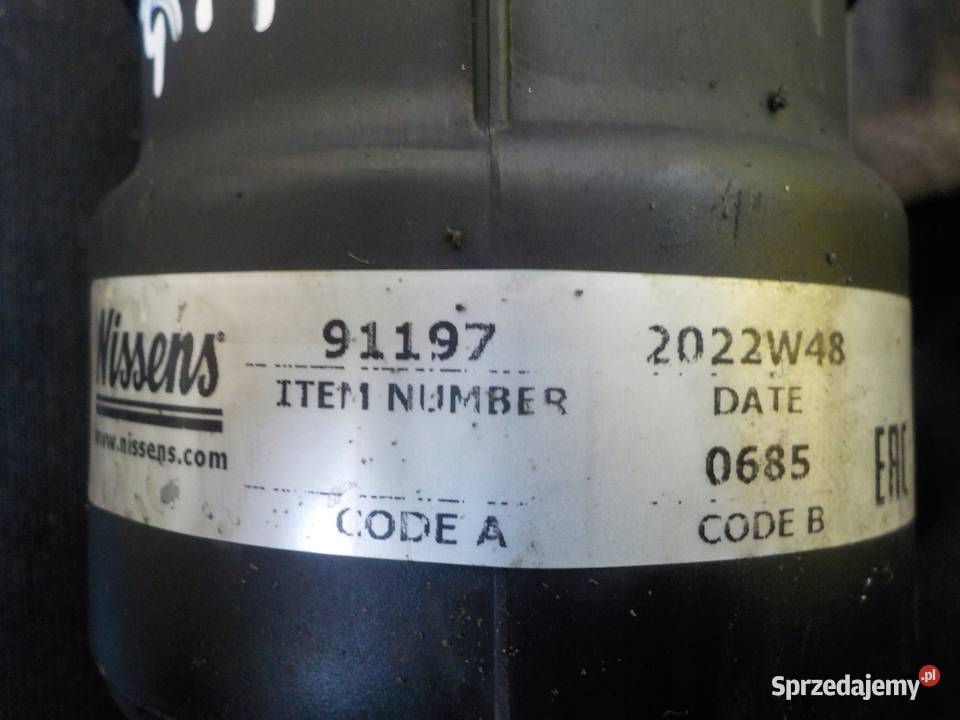 Nissens®
www.nissens.com
91197
ITEM NUMBER
2022W48
DATE
CODE A
0685
CODE B
EAC
Sprzedajemy.pl